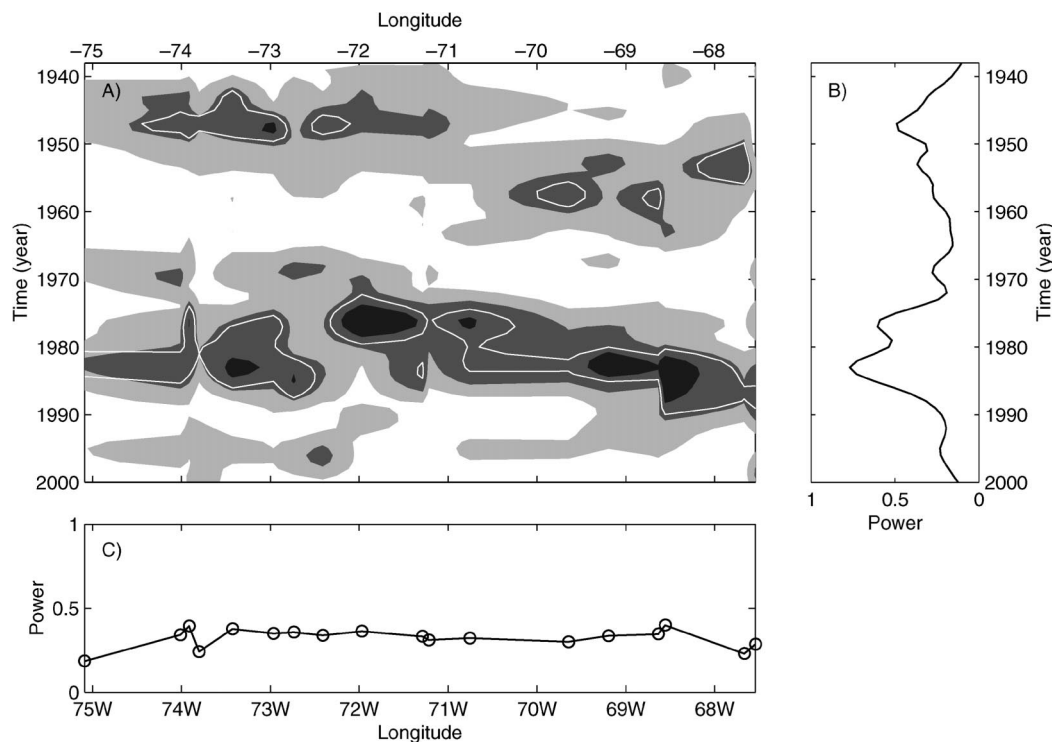 Longitude
−75 −74 −73 −72 −71 −70 −69 −68
A)
1940
1950
1960
1970
1980
1990
2000
Time (year)
B)
1940
1950
1960
1970
1980
1990
2000
Time (year)
1 0.5 0
Power
C)
1
0.5
0
Power
75W 74W 73W 72W 71W 70W 69W 68W
Longitude